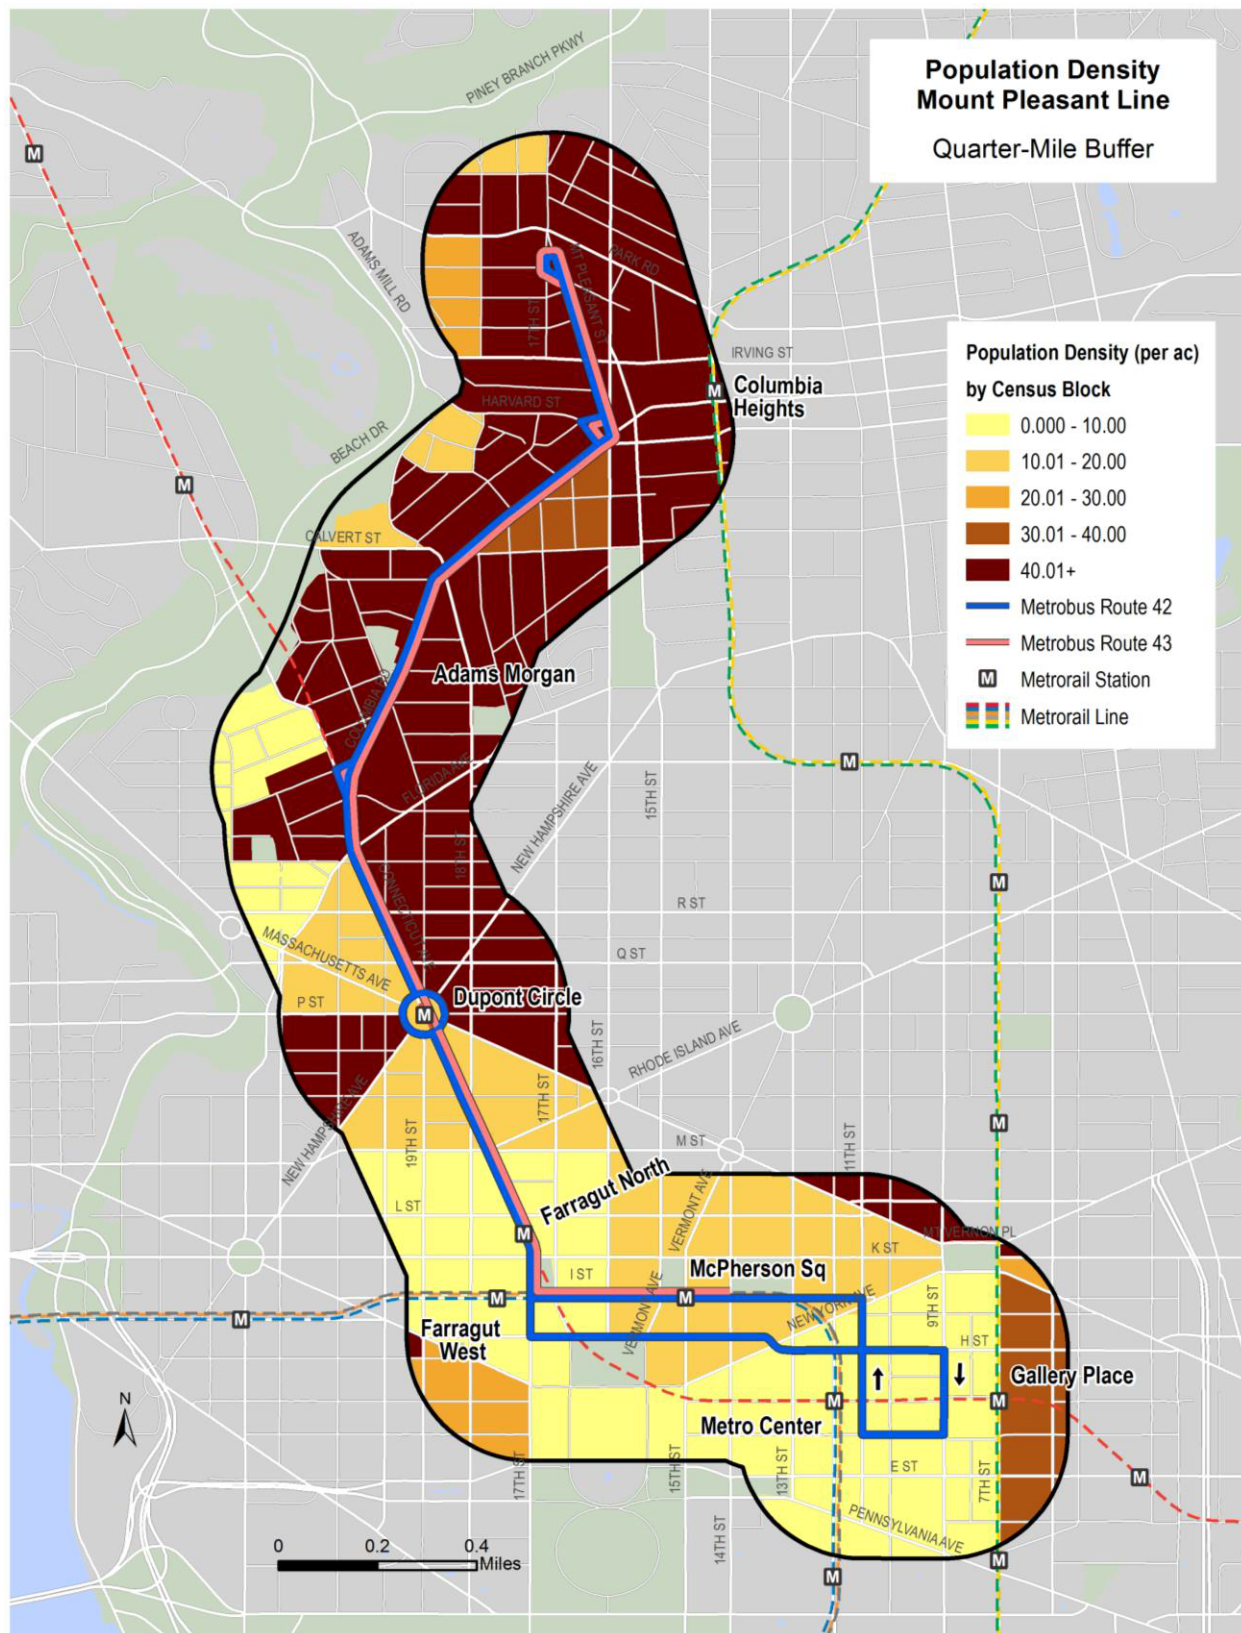 Population Density
Mount Pleasant Line
Quarter-Mile Buffer
PINEY BRANCH PKWY
M
ADAMS MILL RD
PARK RD
MT PLEASANT ST
17TH ST
IRVING ST
M
Columbia
Heights
HARVARD ST
BEACH DR
M
CALVERT ST
Population Density (per ac)
by Census Block
0.000 - 10.00
10.01 - 20.00
20.01 - 30.00
30.01 - 40.00
40.01+
Metrobus Route 42
Metrobus Route 43
M
Metrorail Station
Metrorail Line
Adams Morgan
COLUMBIA RD
FLORIDA AVE
M
15TH ST
NEW HAMPSHIRE AVE
18TH ST
CONNECTICUT AVE
M
R ST
MASSACHUSETTS AVE
Q ST
P ST
Dupont Circle
M
16TH ST
RHODE ISLAND AVE
17TH ST
NEW HAMPSHIRE AVE
19TH ST
M ST
M
11TH ST
L ST
Farragut North
M
VERMONT AVE
MT VERNON PL
K ST
I ST
McPherson Sq
M
M
M
Farragut
West
VERMONT AVE
NEW YORK AVE
9TH ST
H ST
Gallery Place
M
M
Metro Center
N
17TH ST
15TH ST
13TH ST
E ST
7TH ST
M
PENNSYLVANIA AVE
14TH ST
M
M
0 0.2 0.4
Miles